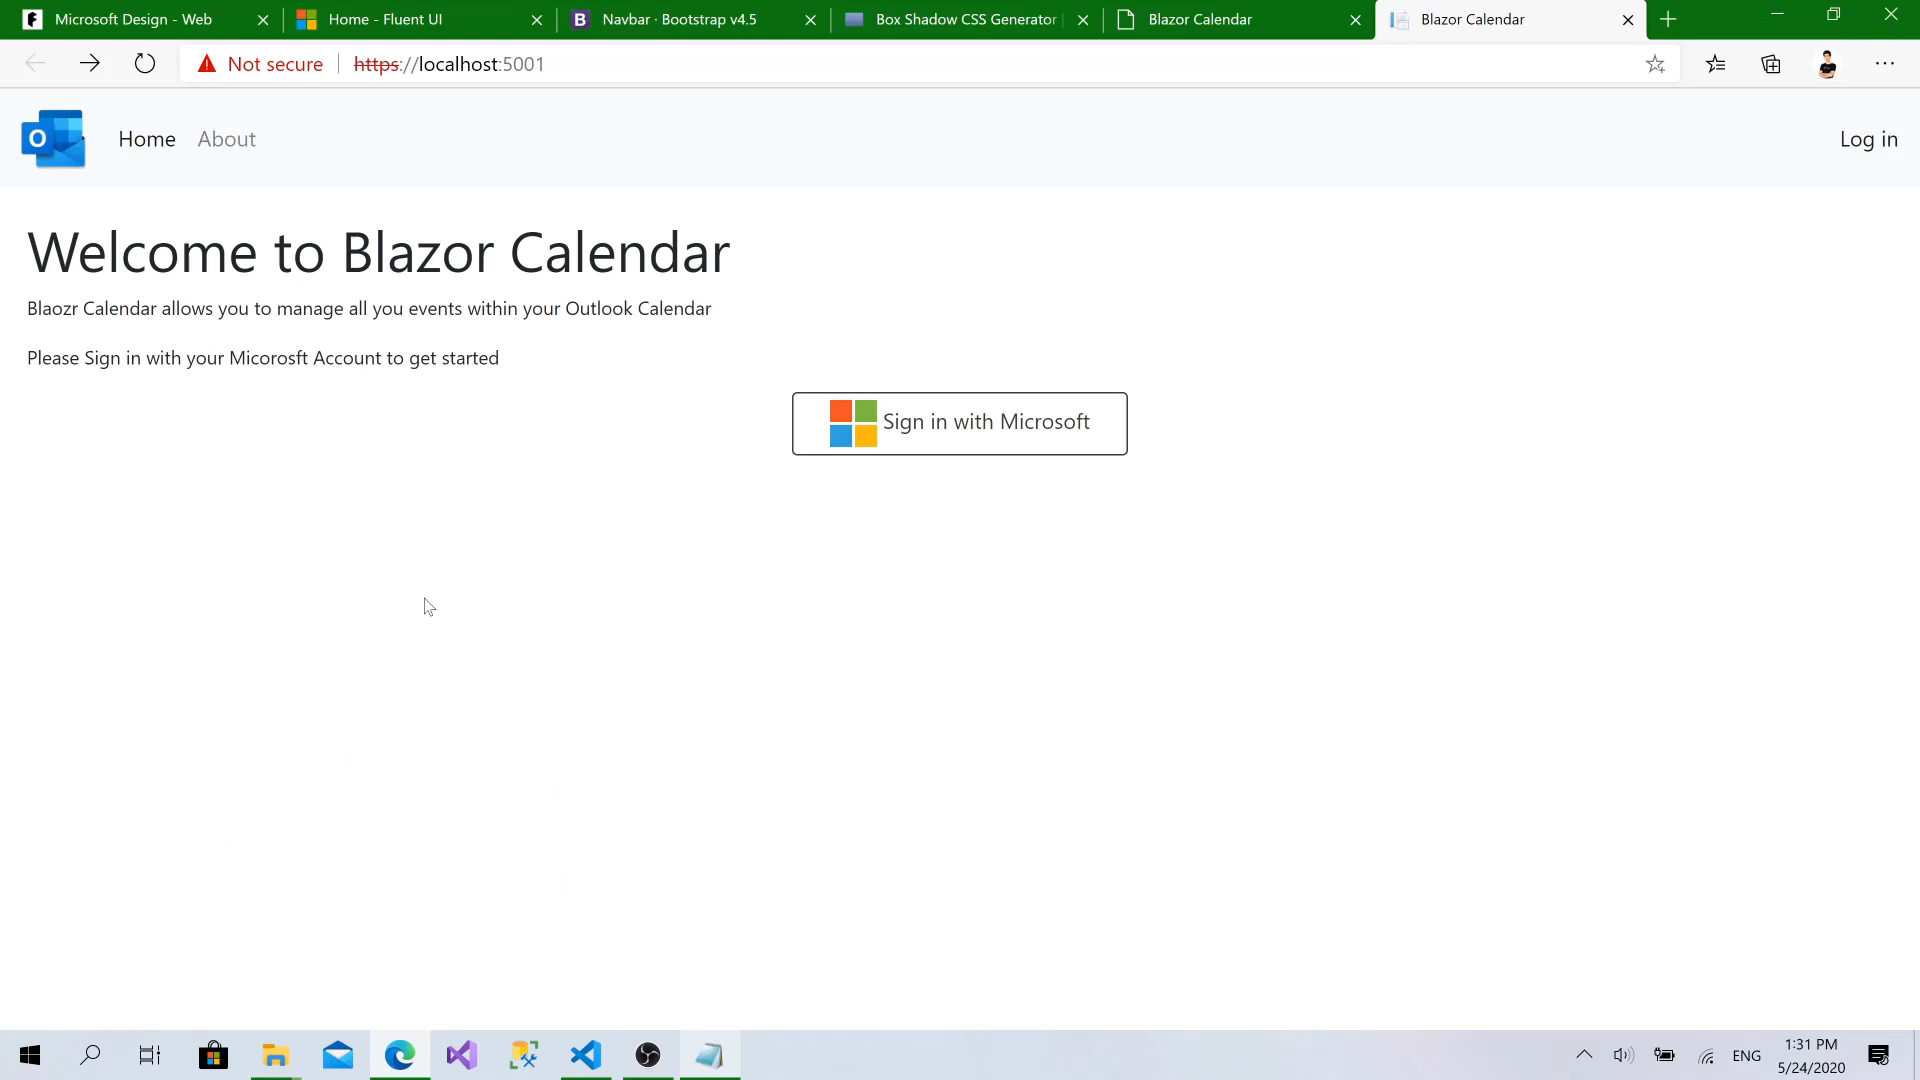 Microsoft Design - Web
Home - Fluent UI
B Navbar · Bootstrap v4.5
Box Shadow CSS Generator
Blazor Calendar
Blazor Calendar
Not secure https://localhost:5001
O Home About Log in
Welcome to Blazor Calendar
Blaozr Calendar allows you to manage all you events within your Outlook Calendar
Please Sign in with your Micorosft Account to get started
Sign in with Microsoft
ENG
1:31 PM
5/24/2020